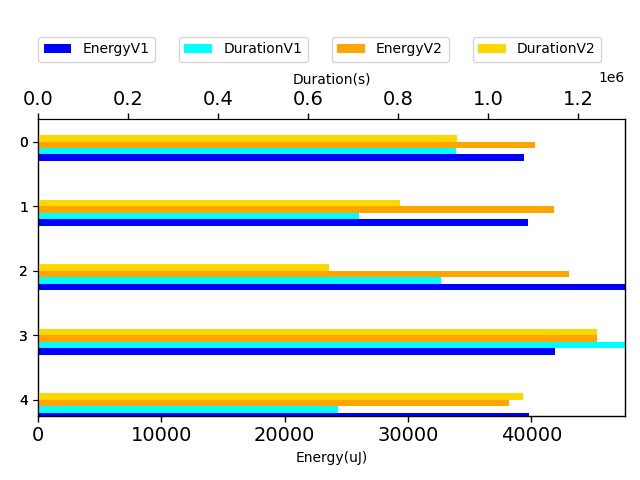 EnergyV1 DurationV1 EnergyV2 DurationV2
Duration(s)
1e6
0.0 0.2 0.4 0.6 0.8 1.0 1.2
0
1
2
3
4
0 10000 20000 30000 40000
Energy(uJ)